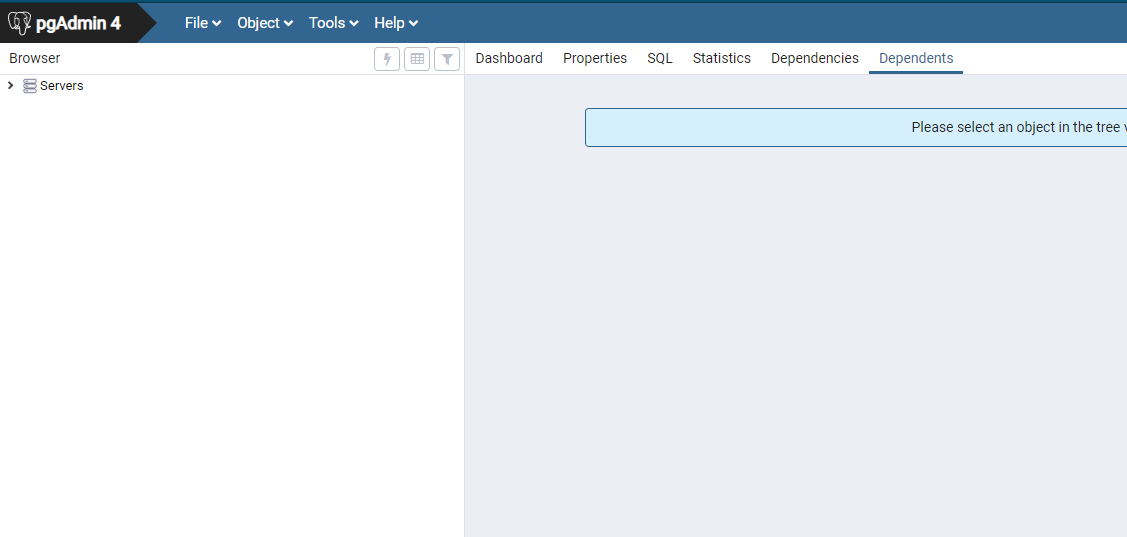 pgAdmin 4 File Object Tools Help
Browser Dashboard Properties SQL Statistics Dependencies Dependents
Servers
Please select an object in the tree